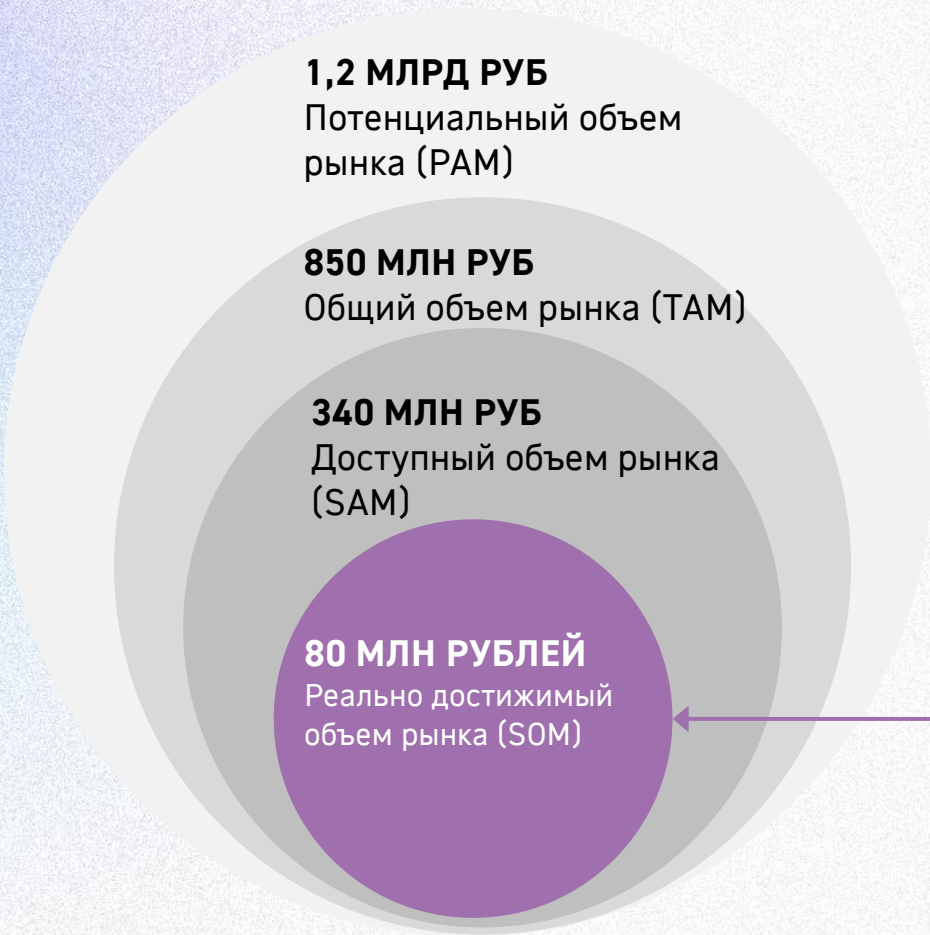 1,2 МЛРД РУБ
Потенциальный объем
рынка (PAM)
850 МЛН РУБ
Общий объем рынка (TAM)
340 МЛН РУБ
Доступный объем рынка
(SAM)
80 МЛН РУБЛЕЙ
Реально достижимый
объем рынка (SOM)